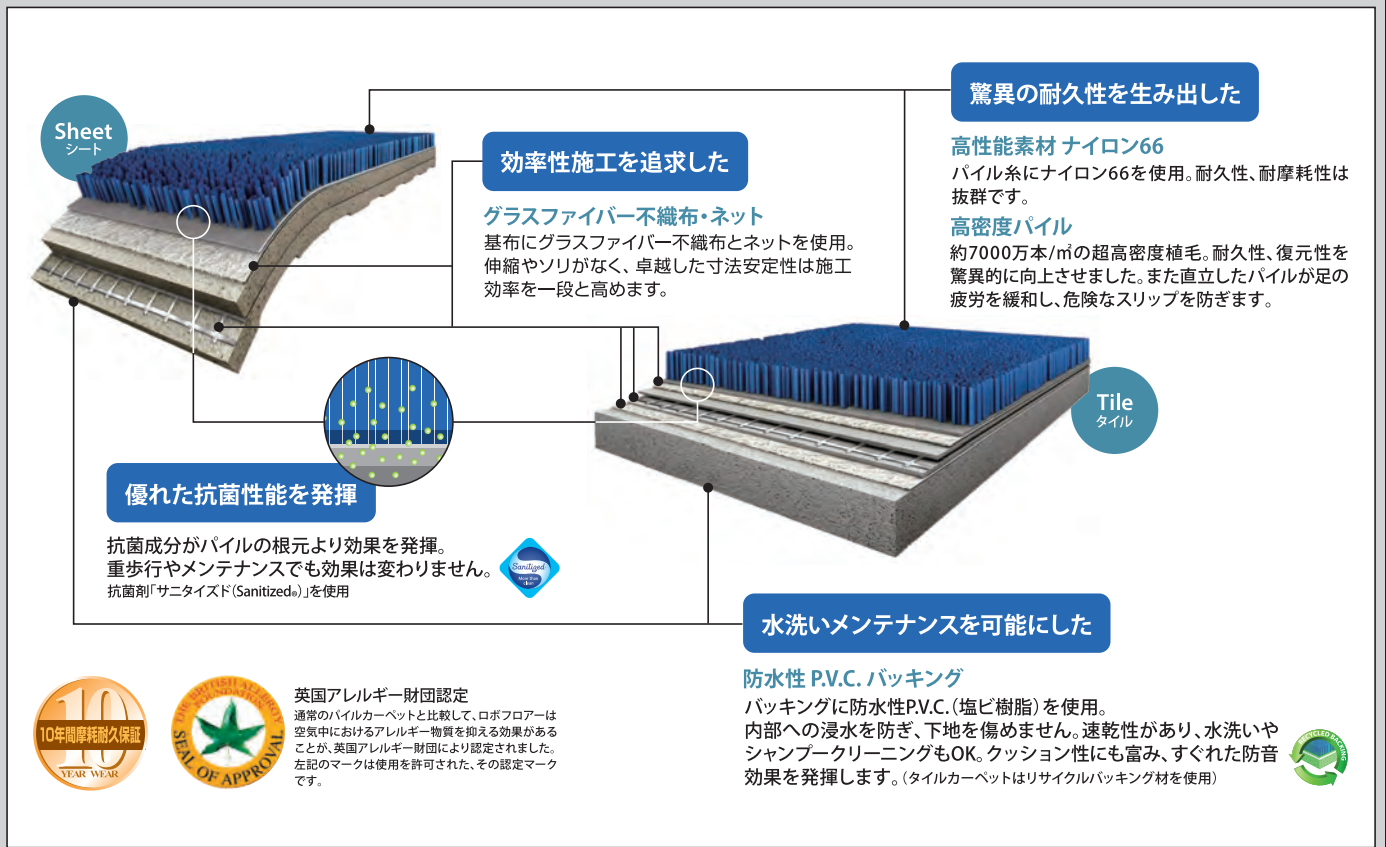 Sheet
シート
驚異の耐久性を生み出した
高性能素材 ナイロン66
パイル糸にナイロン66を使用。耐久性、耐摩耗性は
抜群です。
高密度パイル
約7000万本/㎡の超高密度植毛。耐久性、復元性を
驚異的に向上させました。また直立したパイルが足の
疲労を緩和し、危険なスリップを防ぎます。
効率性施工を追求した
グラスファイバー不織布・ネット
基布にグラスファイバー不織布とネットを使用。
伸縮やソリがなく、卓越した寸法安定性は施工
効率を一段と高めます。
Tile
タイル
優れた抗菌性能を発揮
抗菌成分がパイルの根元より効果を発揮。
重歩行やメンテナンスでも効果は変わりません。
抗菌剤「サニタイズド(Sanitized®)」を使用
Sanitized
More than
clean
水洗いメンテナンスを可能にした
防水性 P.V.C. バッキング
バッキングに防水性P.V.C.(塩ビ樹脂)を使用。
内部への浸水を防ぎ、下地を傷めません。速乾性があり、水洗いや
シャンプークリーニングもOK。クッション性にも富み、すぐれた防音
効果を発揮します。(タイルカーペットはリサイクルバッキング材を使用)
RECYCLED BACKING
10
10年間摩耗耐久保証
YEAR WEAR
THE BRITISH ALLERGY
FOUNDATION
SEAL OF APPROVAL
英国アレルギー財団認定
通常のパイルカーペットと比較して、ロボフロアーは
空気中におけるアレルギー物質を抑える効果がある
ことが、英国アレルギー財団により認定されました。
左記のマークは使用を許可された、その認定マーク
です。